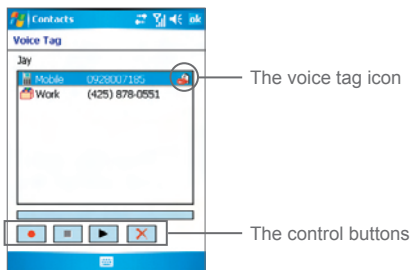 Contacts ok
Voice Tag
Jay
Mobile 0928007185
Work (425) 878-0551
The voice tag icon
The control buttons